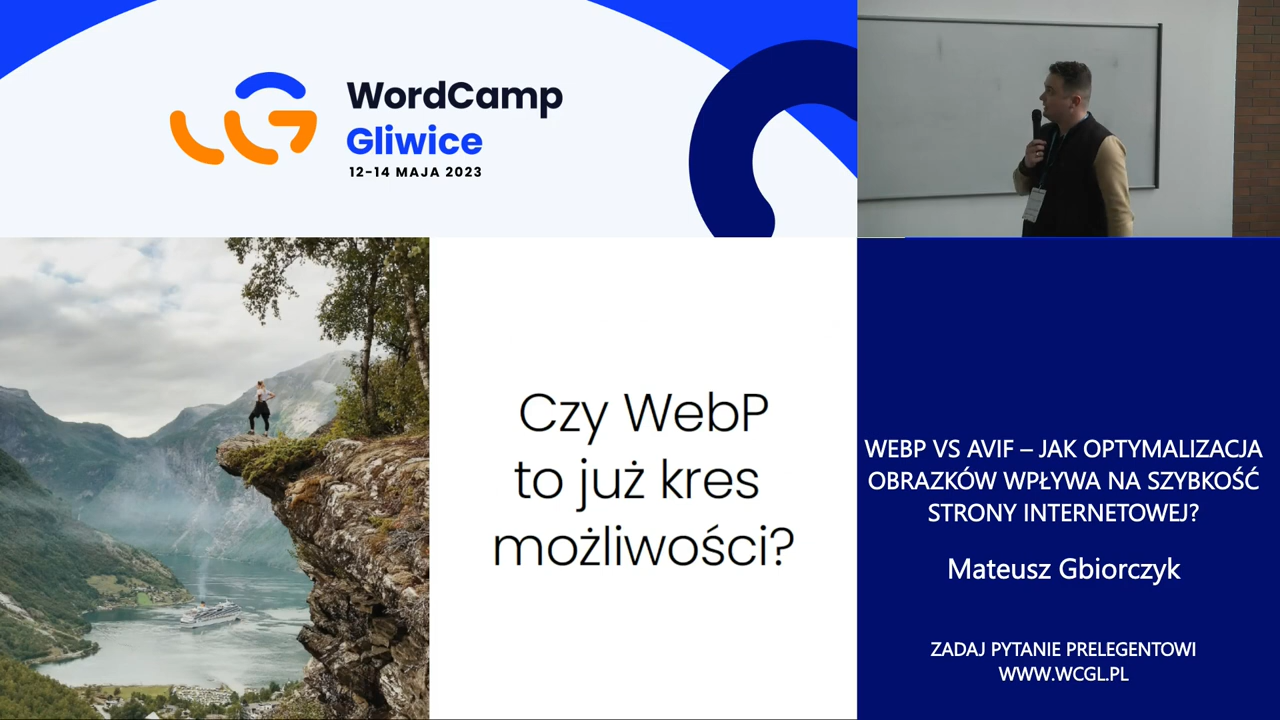 WordCamp
Gliwice
12-14 MAJA 2023
Czy WebP
to już kres
możliwości?
WEBP VS AVIF – JAK OPTYMALIZACJA
OBRAZKÓW WPŁYWA NA SZYBKOŚĆ
STRONY INTERNETOWEJ?
Mateusz Gbiorczyk
ZADAJ PYTANIE PRELEGENTOWI
WWW.WCGL.PL